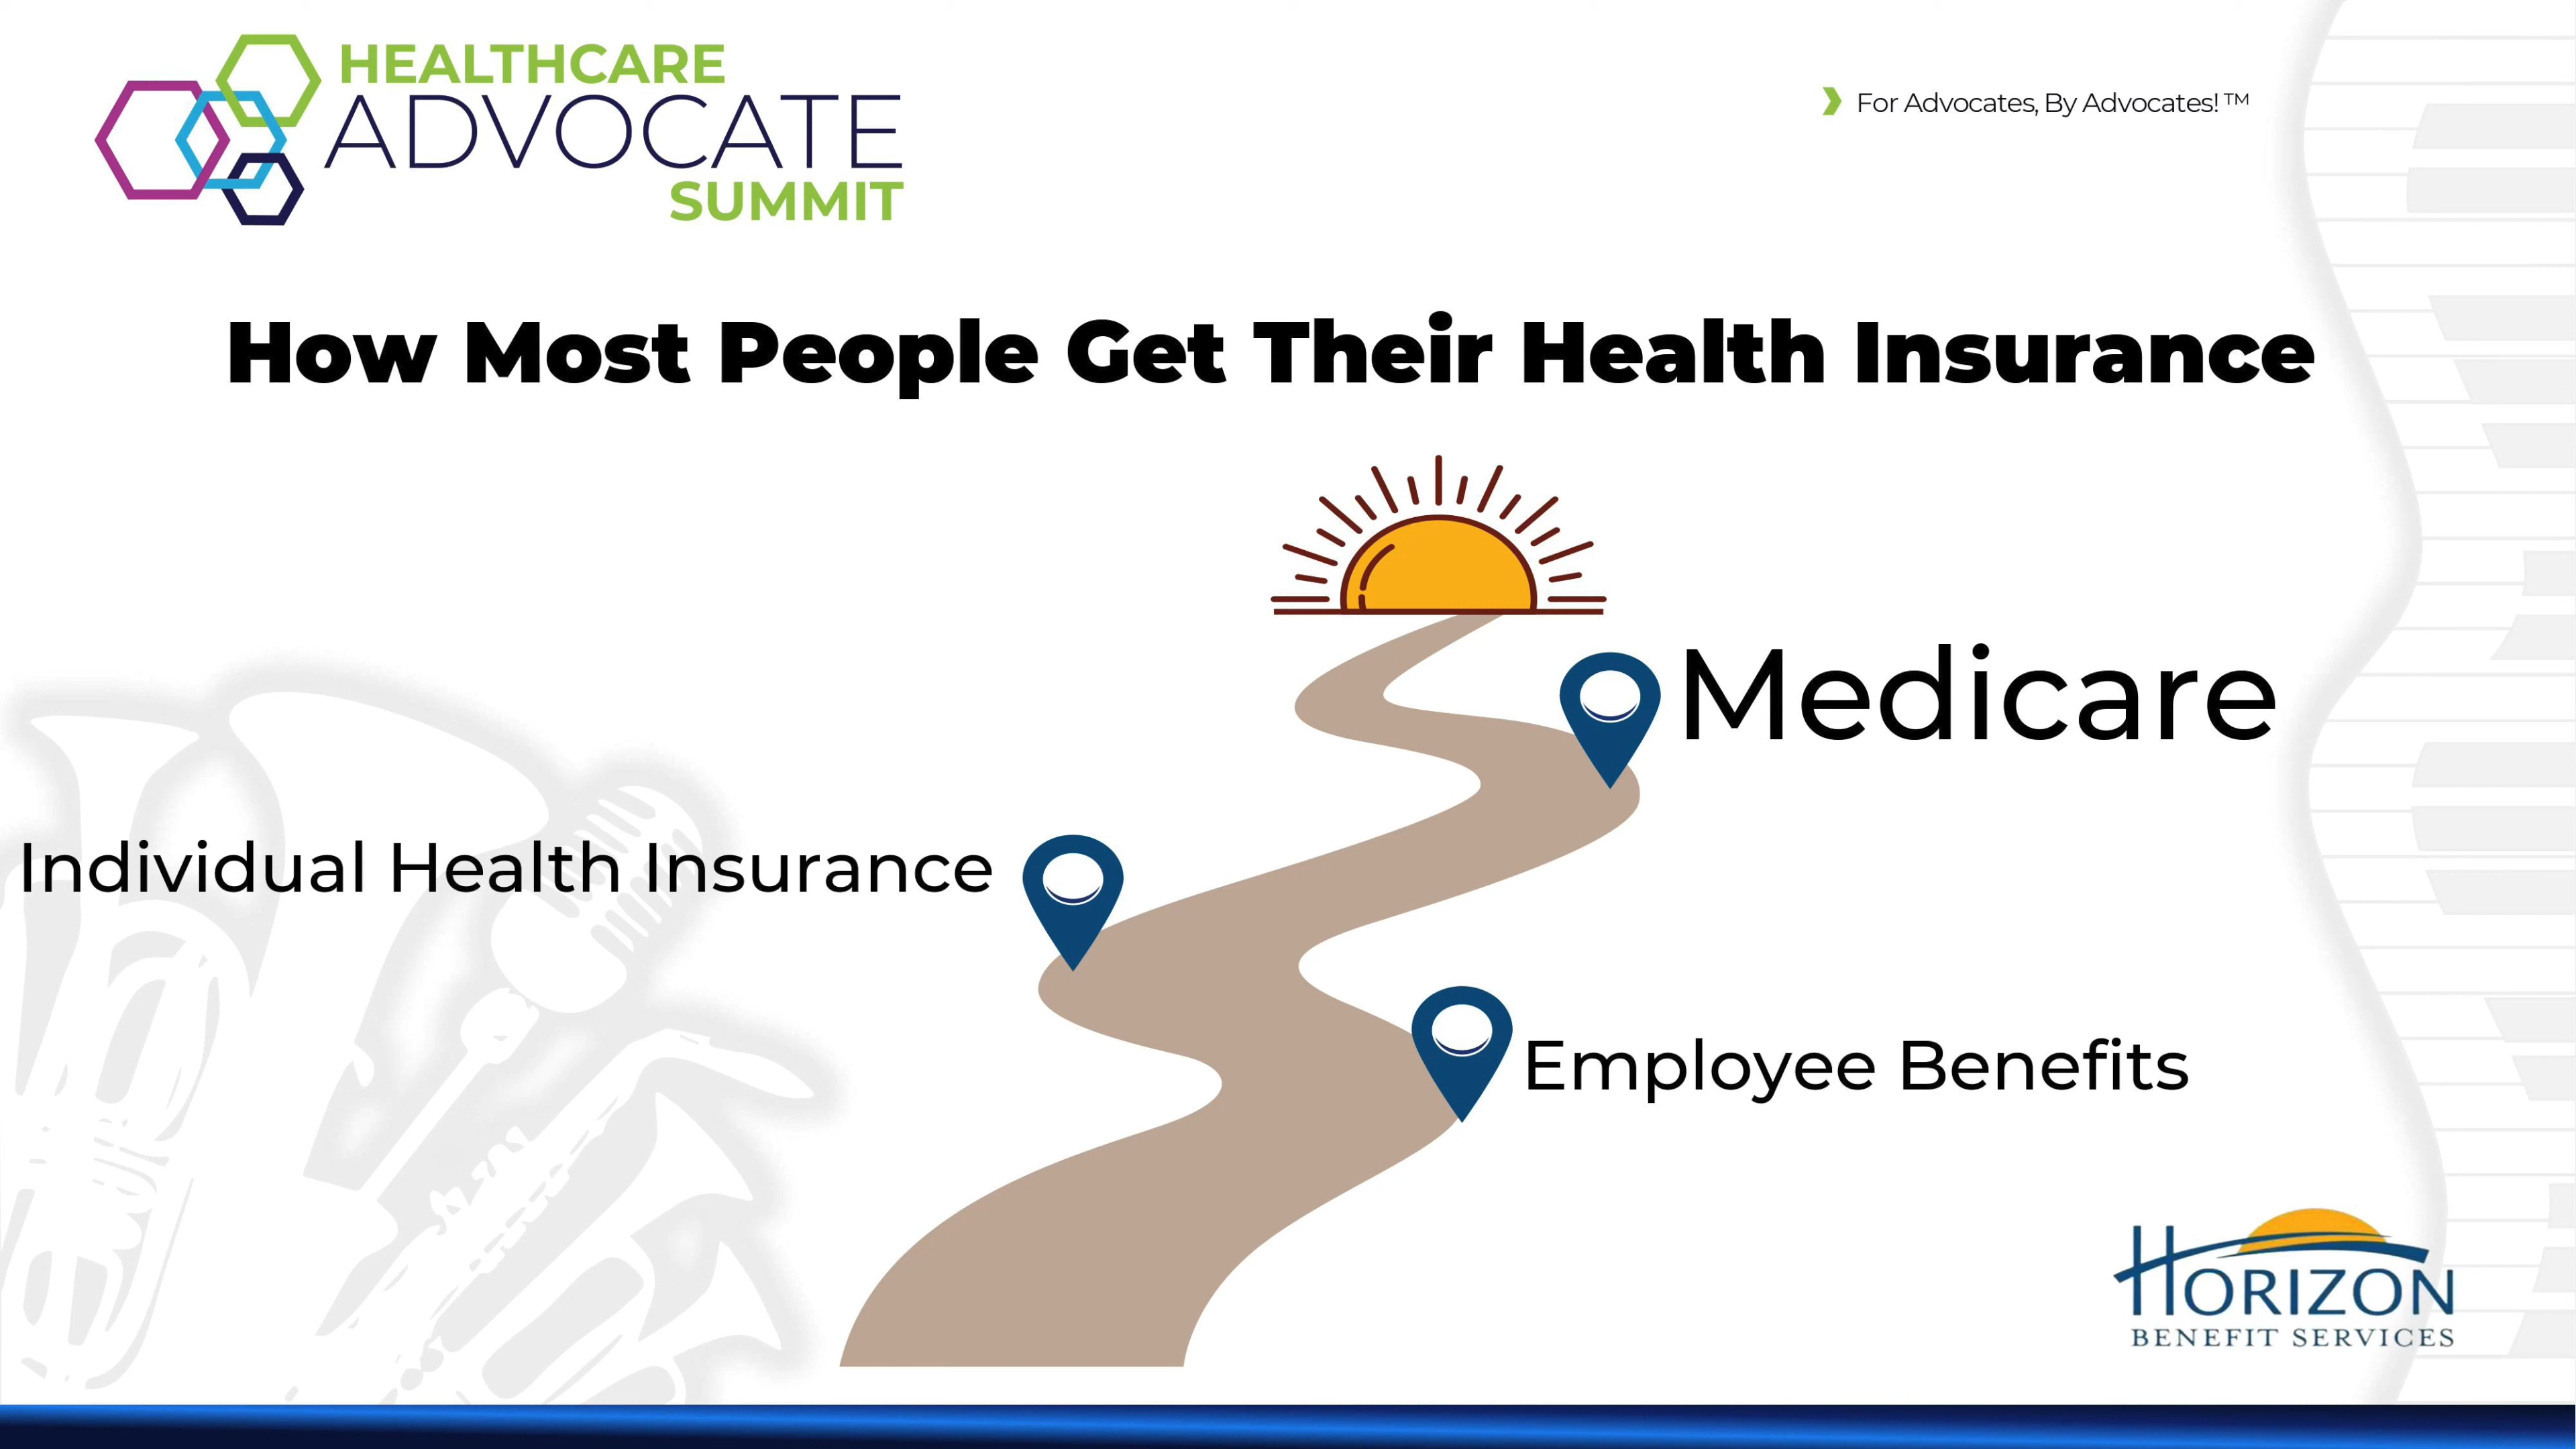 HEALTHCARE
ADVOCATE
SUMMIT
For Advocates, By Advocates!™
How Most People Get Their Health Insurance
Medicare
Individual Health Insurance
Employee Benefits
HORIZON
BENEFIT SERVICES